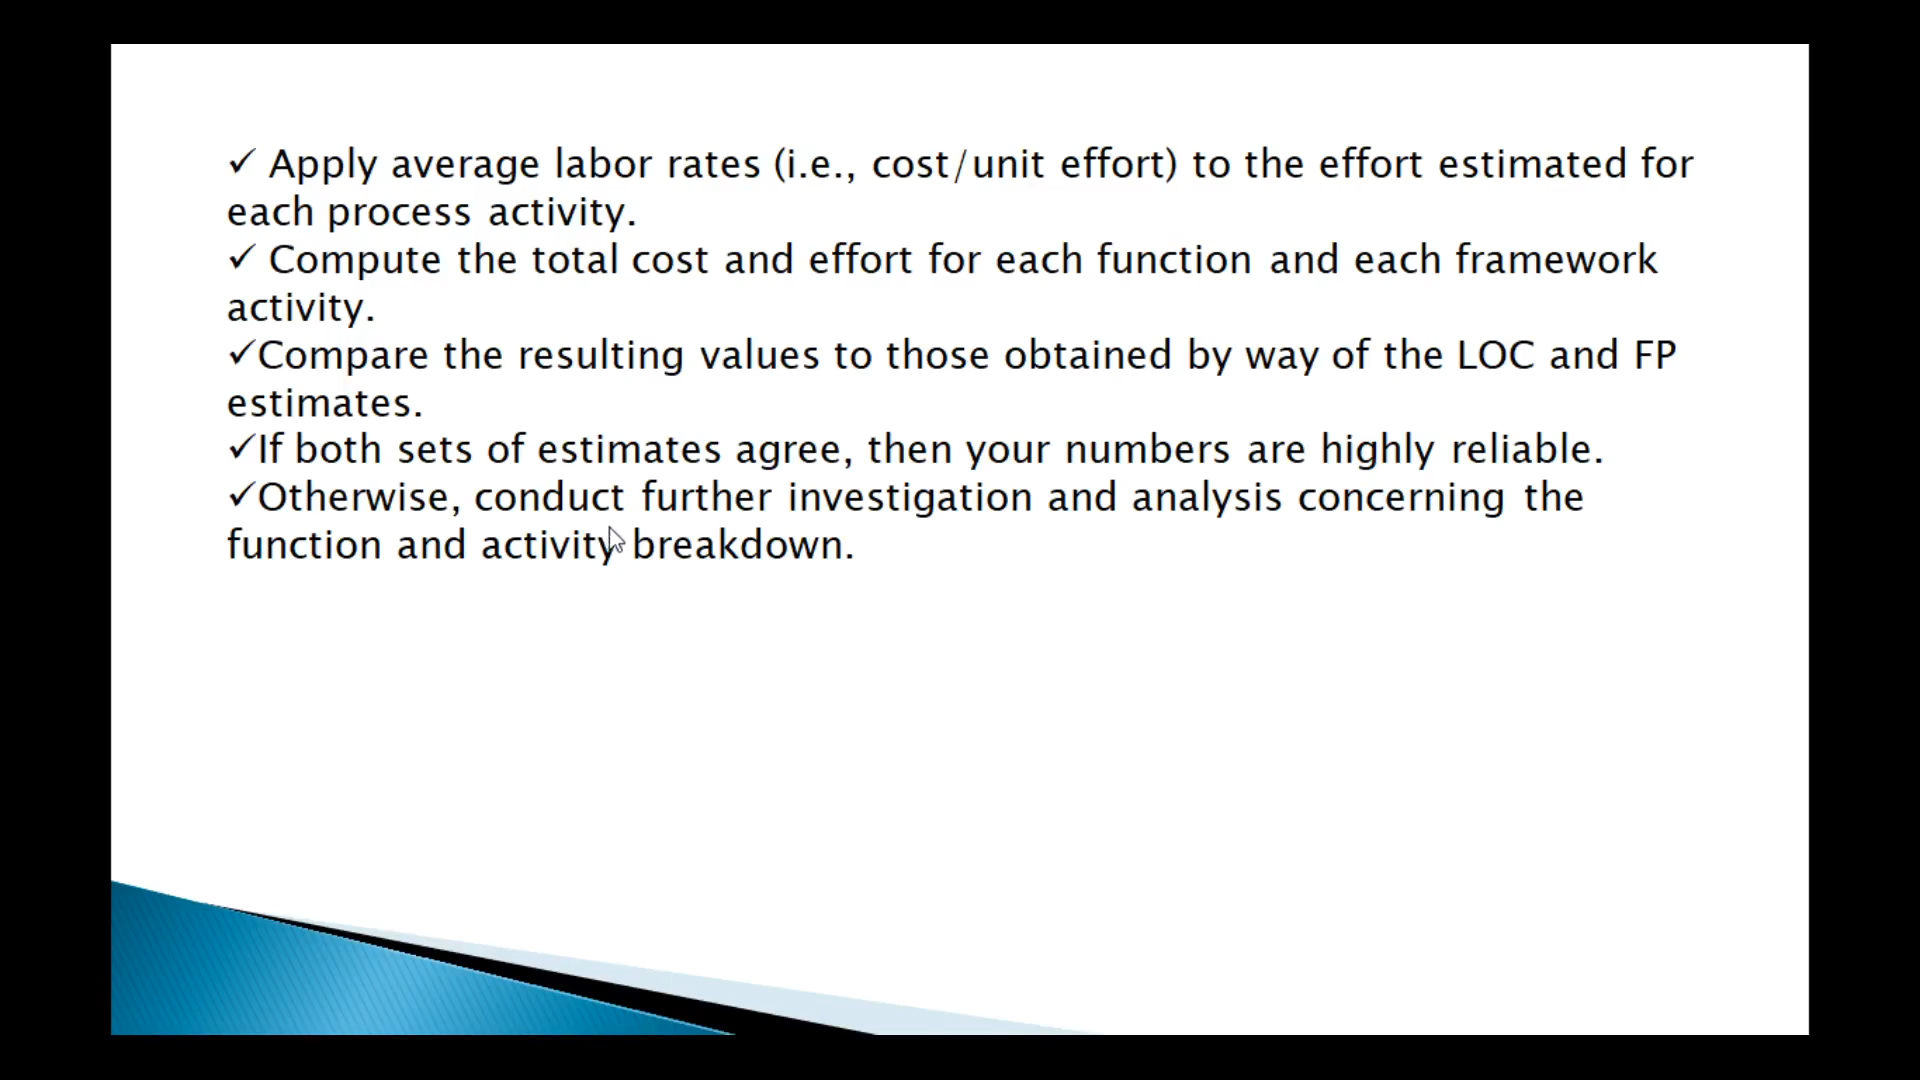 ✓ Apply average labor rates (i.e., cost/unit effort) to the effort estimated for
each process activity.
✓ Compute the total cost and effort for each function and each framework
activity.
✓Compare the resulting values to those obtained by way of the LOC and FP
estimates.
✓If both sets of estimates agree, then your numbers are highly reliable.
✓Otherwise, conduct further investigation and analysis concerning the
function and activity breakdown.